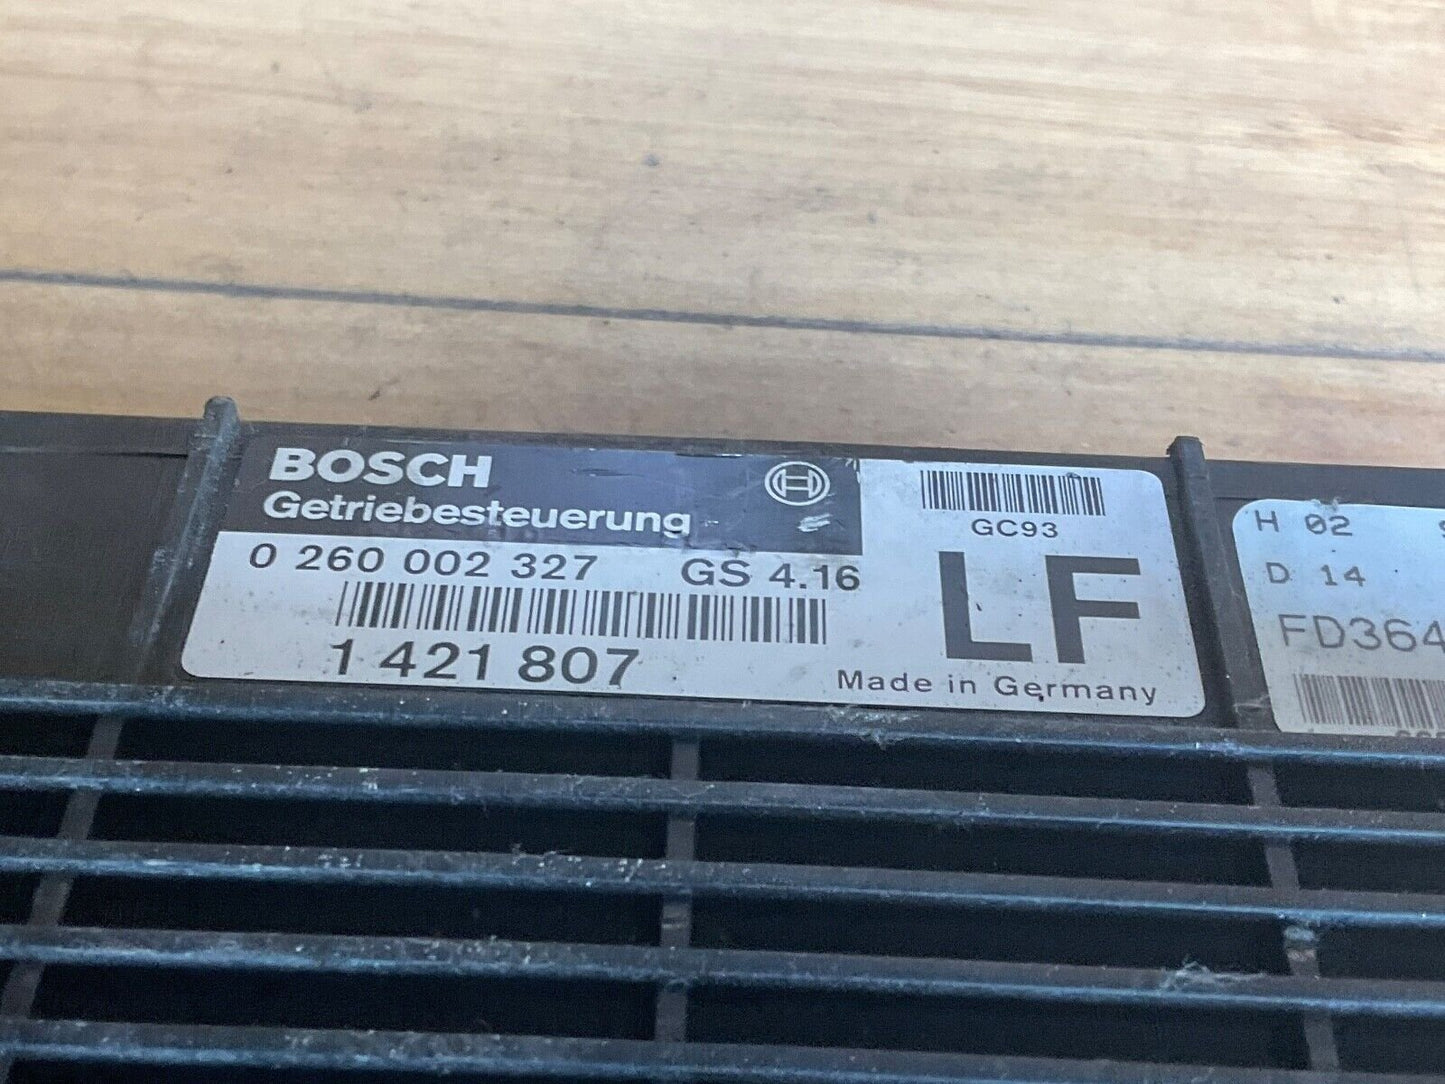 BOSCH
Getriebesteuerung
0 260 002 327 GS 4.16
1 421 807
GC93
LF
Made in Germany
H 02
D 14
FD364